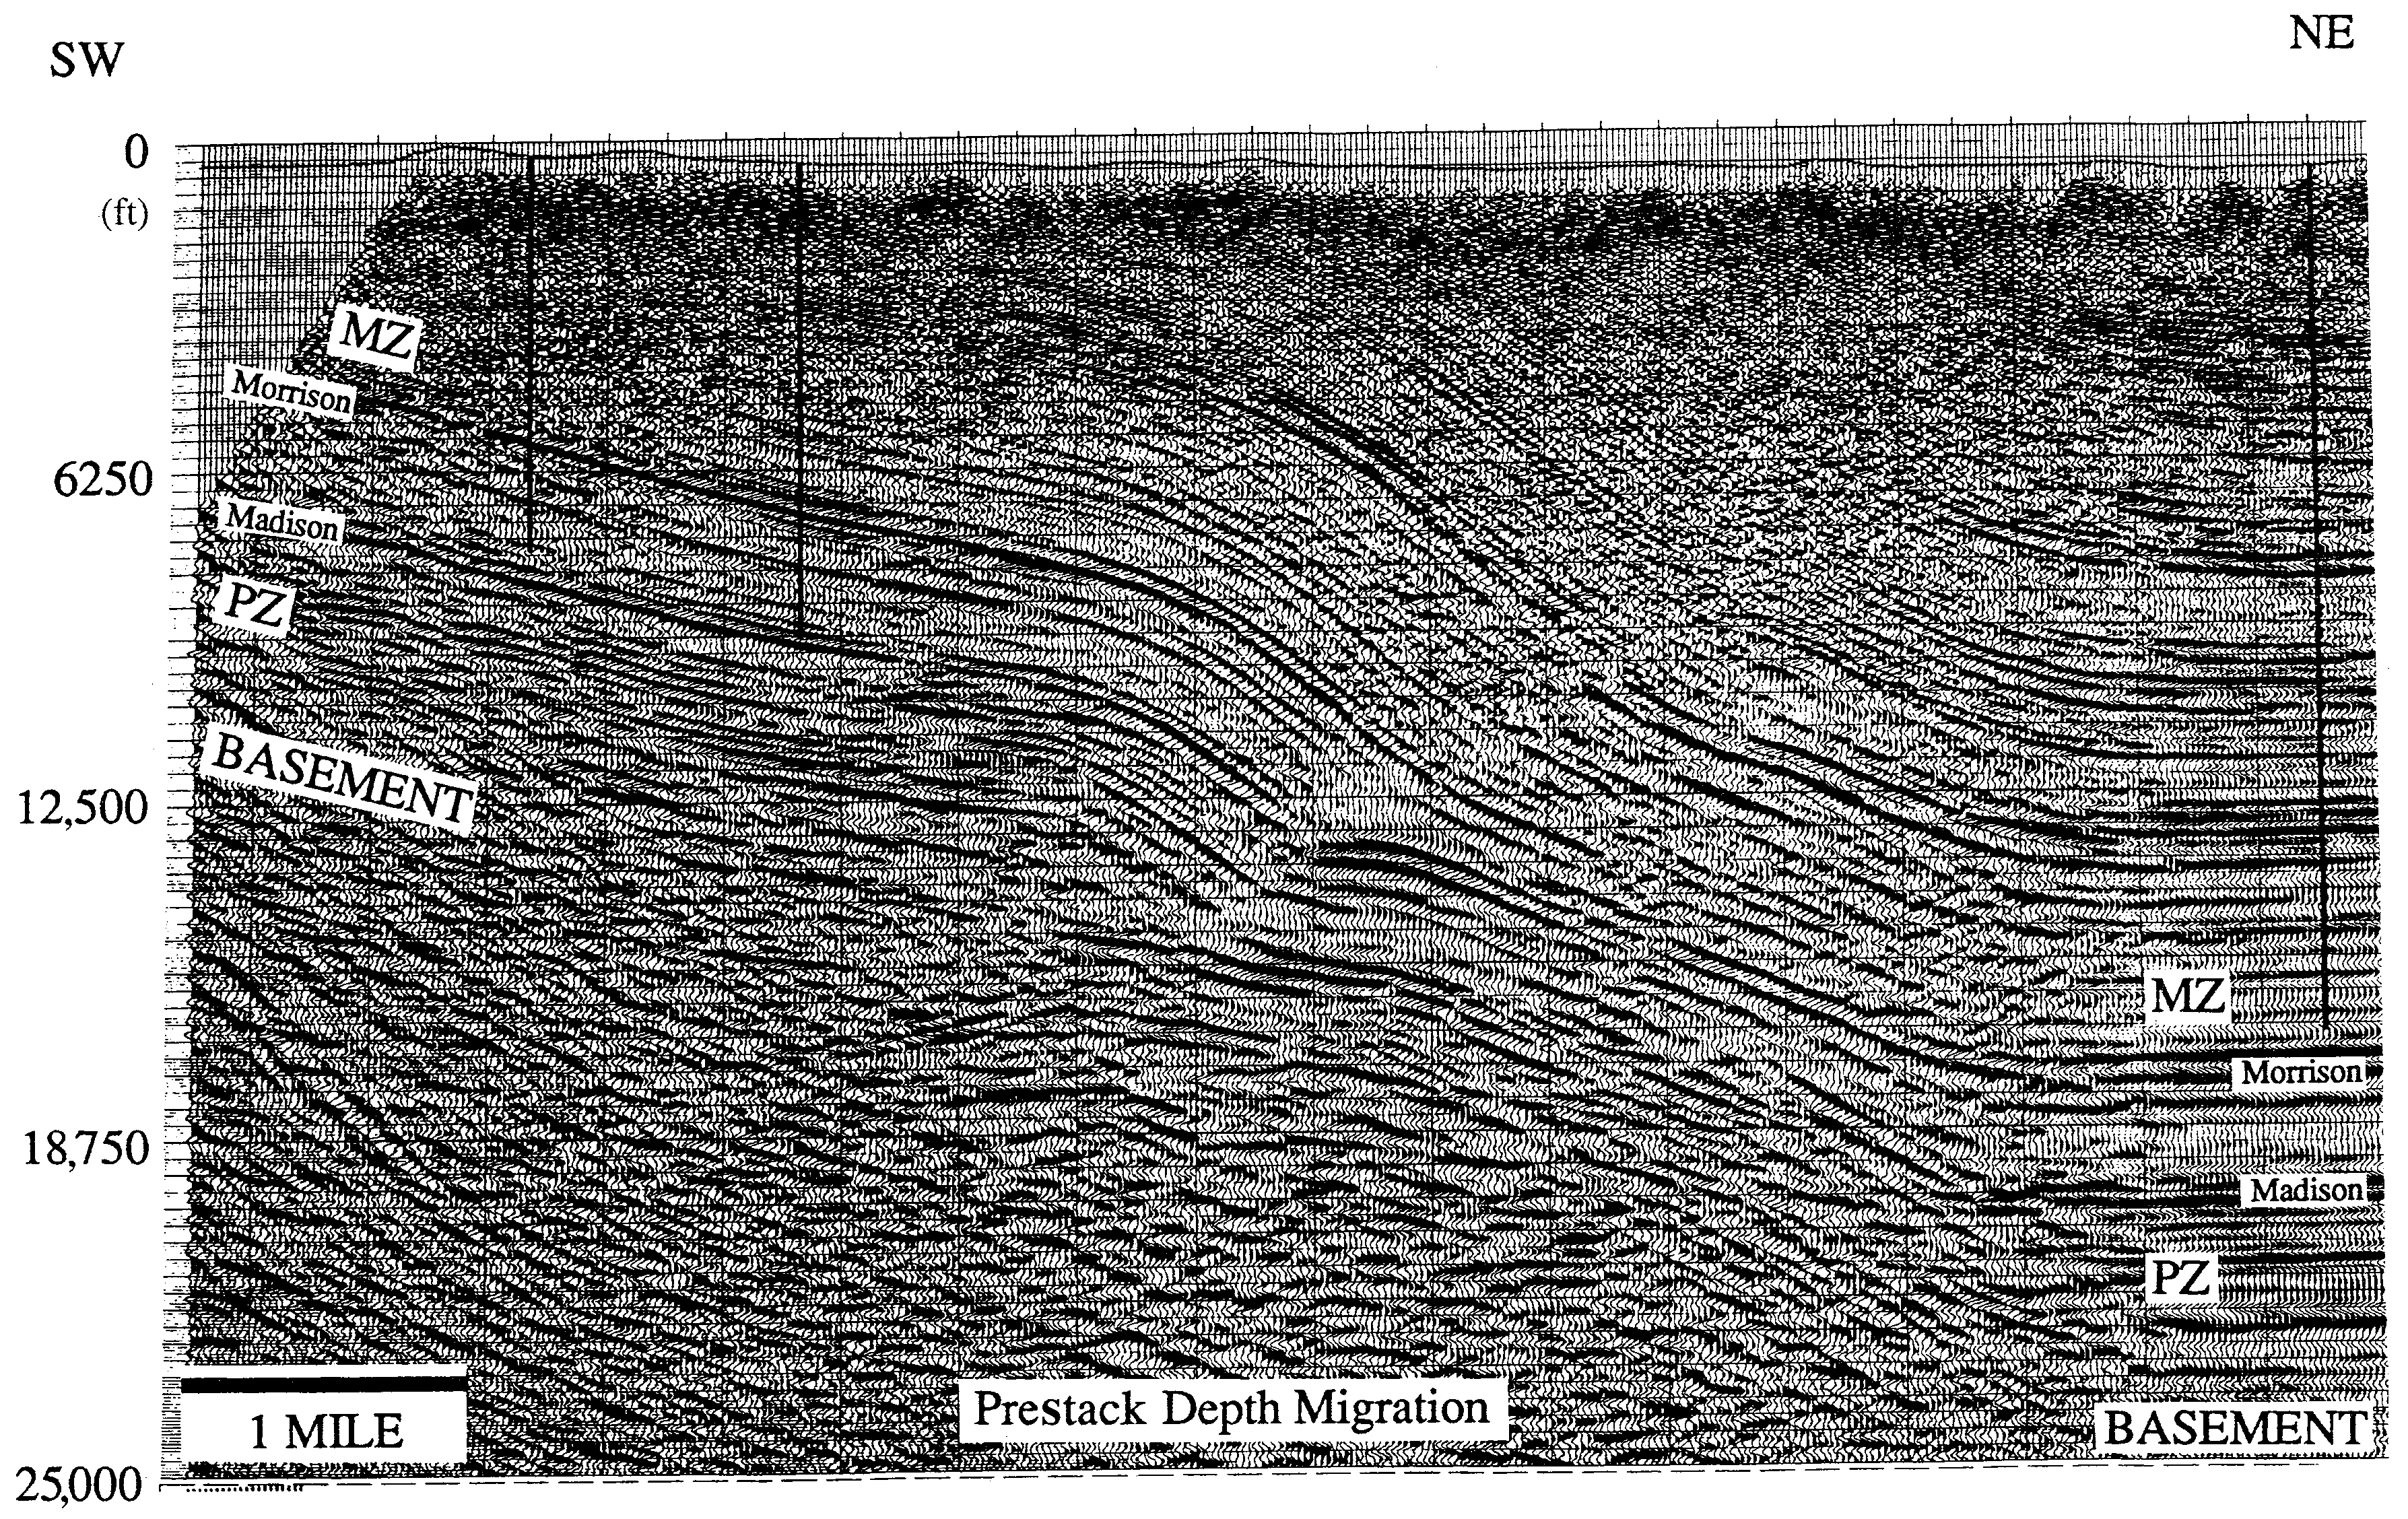 SW
NE
0
(ft)
MZ
Morrison
6250
Madison
PZ
BASEMENT
12,500
MZ
Morrison
18,750
Madison
PZ
1 MILE
Prestack Depth Migration
BASEMENT
25,000